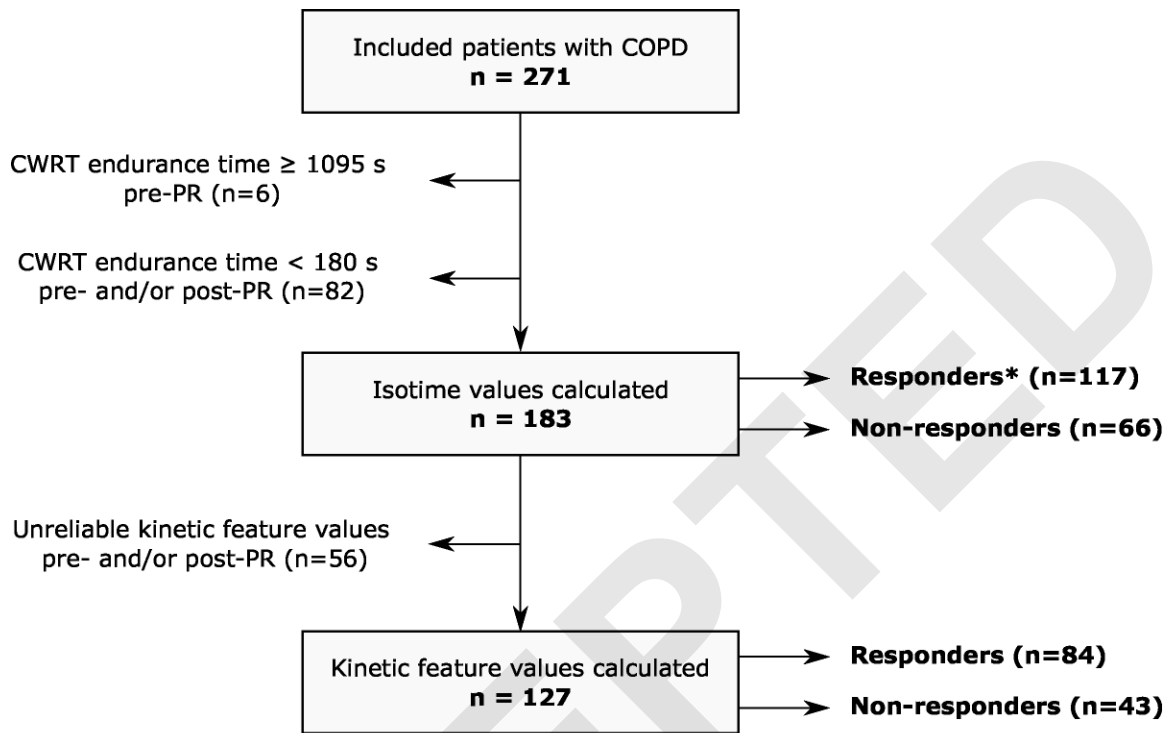 Included patients with COPD
n = 271
CWRT endurance time ≥ 1095 s
pre-PR (n=6)
CWRT endurance time < 180 s
pre- and/or post-PR (n=82)
Isotime values calculated
n = 183
Responders* (n=117)
Non-responders (n=66)
Unreliable kinetic feature values
pre- and/or post-PR (n=56)
Kinetic feature values calculated
n = 127
Responders (n=84)
Non-responders (n=43)
EPTED